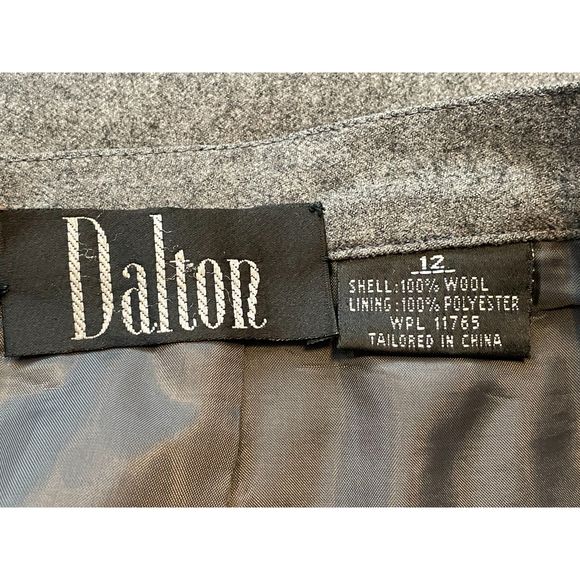 Dalton
12
SHELL:100% WOOL
LINING:100% POLYESTER
WPL 11765
TAILORED IN CHINA